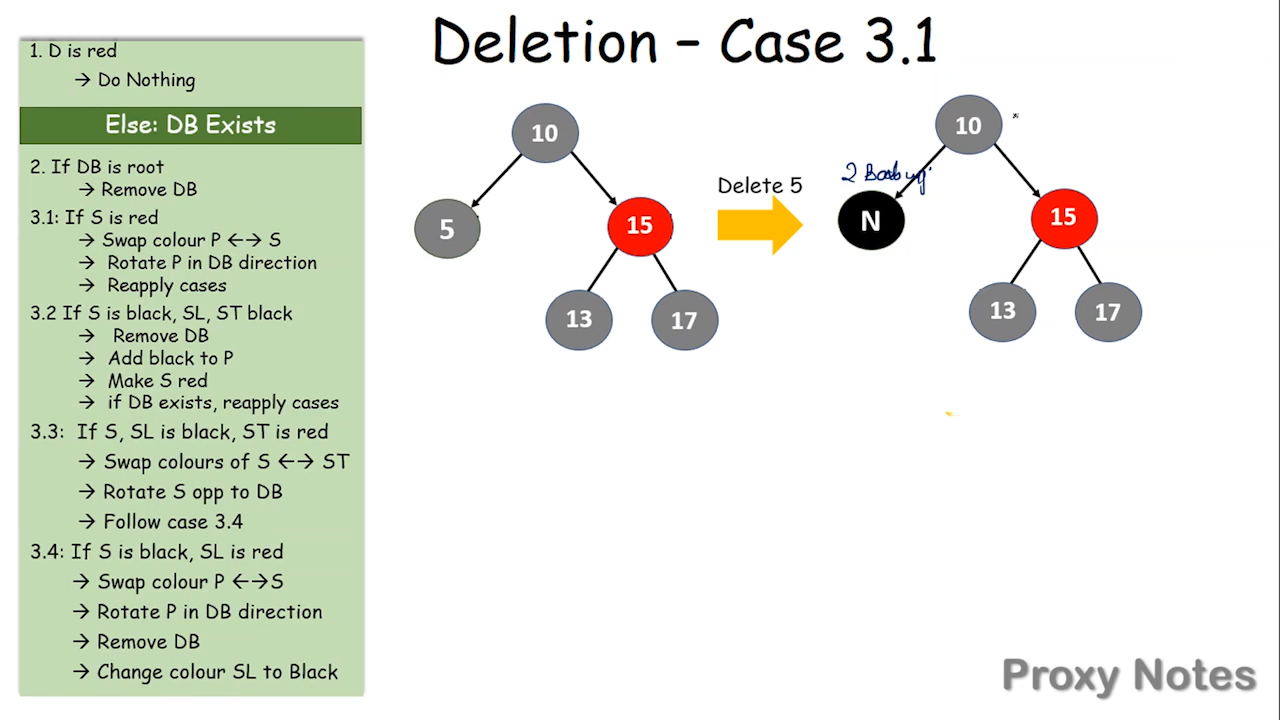 Deletion – Case 3.1
1. D is red
→ Do Nothing
Else: DB Exists
2. If DB is root
→ Remove DB
3.1: If S is red
→ Swap colour P ←→ S
→ Rotate P in DB direction
→ Reapply cases
3.2 If S is black, SL, ST black
→ Remove DB
→ Add black to P
→ Make S red
→ if DB exists, reapply cases
3.3: If S, SL is black, ST is red
→ Swap colours of S ←→ ST
→ Rotate S opp to DB
→ Follow case 3.4
3.4: If S is black, SL is red
→ Swap colour P ←→S
→ Rotate P in DB direction
→ Remove DB
→ Change colour SL to Black
10
5
15
13
17
Delete 5
2
10
N
15
13
17
Proxy Notes